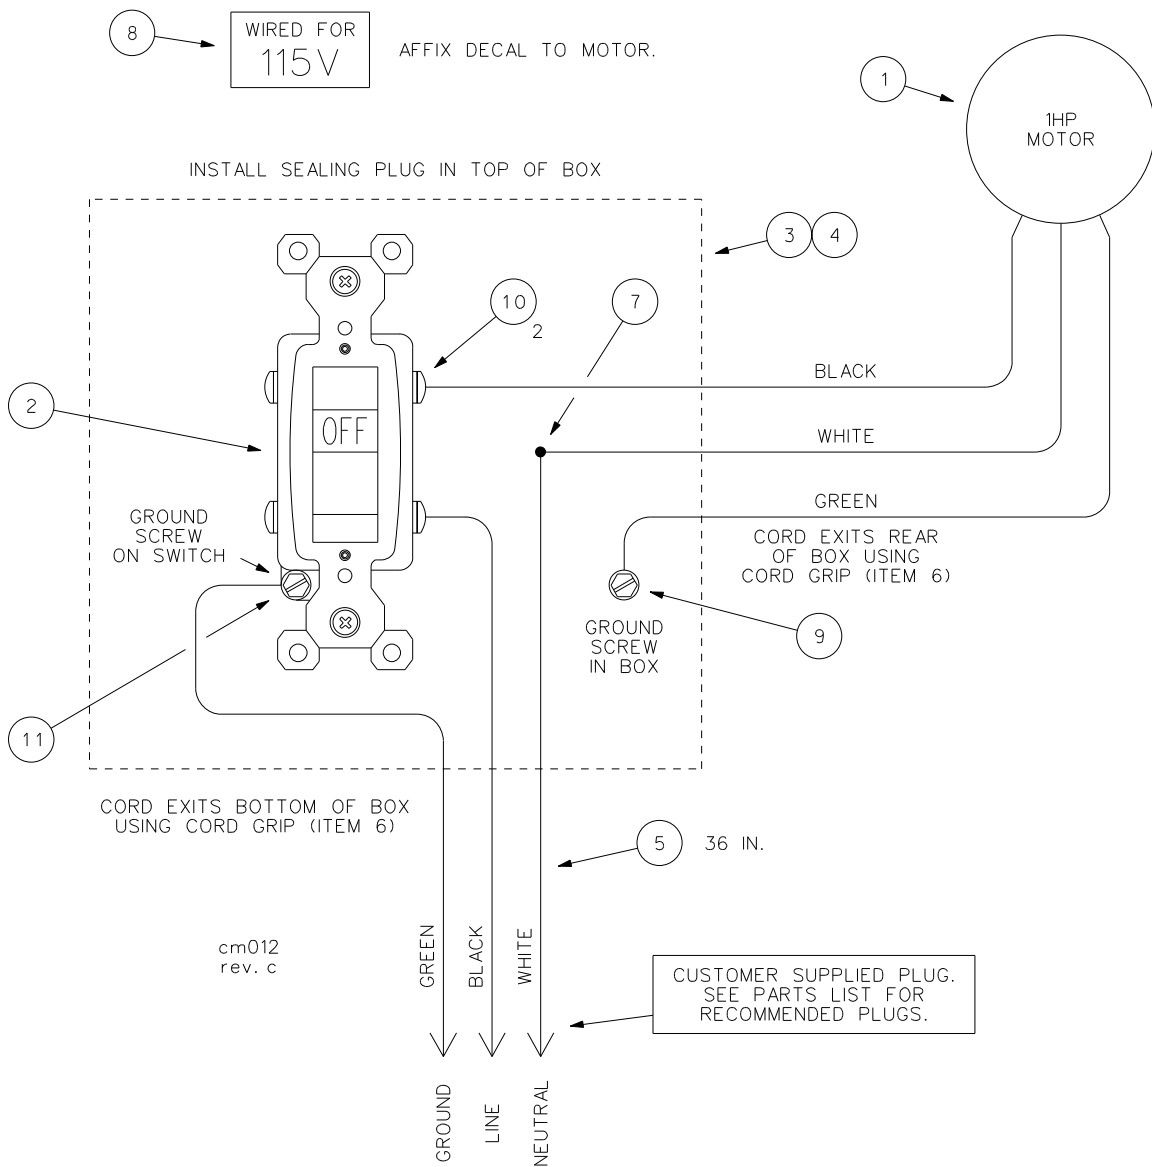 8
WIRED FOR
115V
AFFIX DECAL TO MOTOR.
1
1HP
MOTOR
INSTALL SEALING PLUG IN TOP OF BOX
3
4
10
2
7
BLACK
2
OFF
WHITE
GREEN
GROUND
SCREW
ON SWITCH
CORD EXITS REAR
OF BOX USING
CORD GRIP (ITEM 6)
GROUND
SCREW
IN BOX
9
11
CORD EXITS BOTTOM OF BOX
USING CORD GRIP (ITEM 6)
5
36 IN.
cm012
rev. c
GREEN
BLACK
WHITE
CUSTOMER SUPPLIED PLUG.
SEE PARTS LIST FOR
RECOMMENDED PLUGS.
GROUND
LINE
NEUTRAL